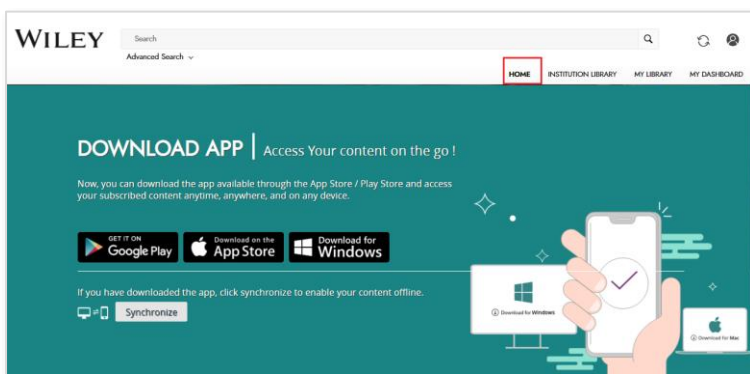 WILEY
Search
Advanced Search
HOME INSTITUTION LIBRARY MY LIBRARY MY DASHBOARD
DOWNLOAD APP | Access Your content on the go !
Now, you can download the app available through the App Store / Play Store and access
your subscribed content anytime, anywhere, and on any device.
GET IT ON
Google Play
Download on the
App Store
Download for
Windows
If you have downloaded the app, click synchronize to enable your content offline.
Synchronize
Download for Windows
Download for Mac